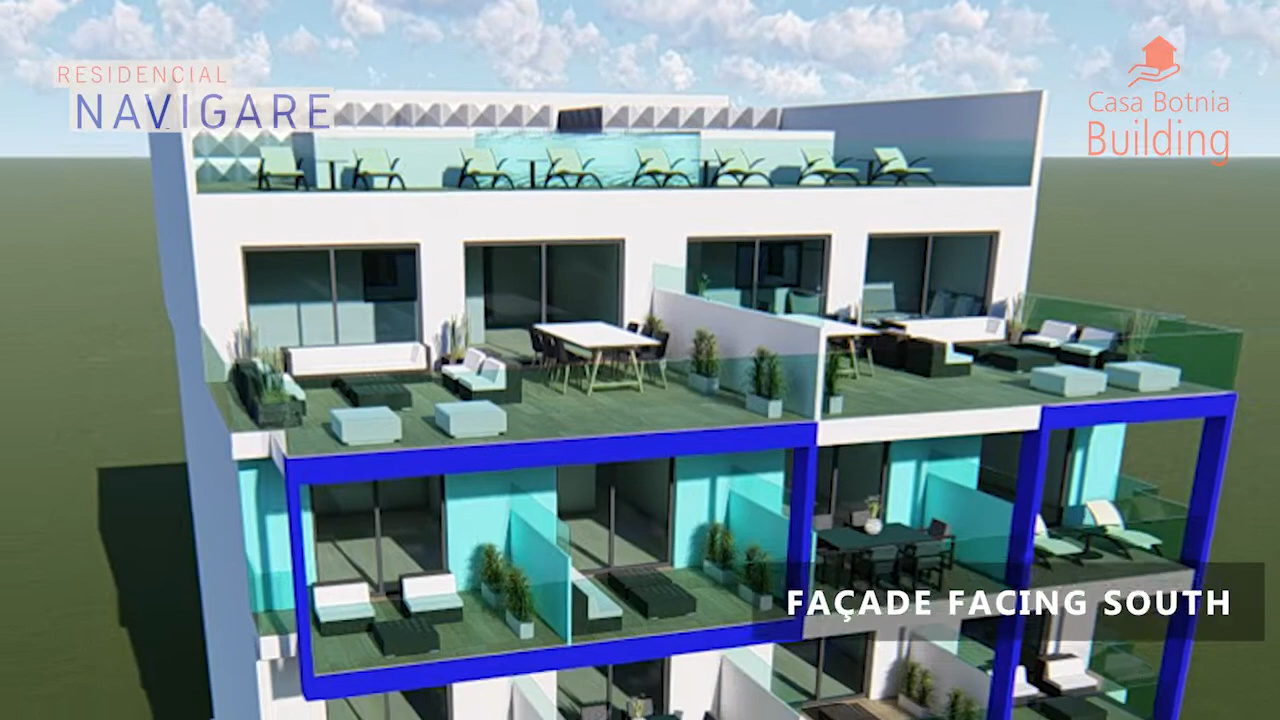 RESIDENCIAL
NAVIGARE
Casa Botnia
Building
FAÇADE FACING SOUTH